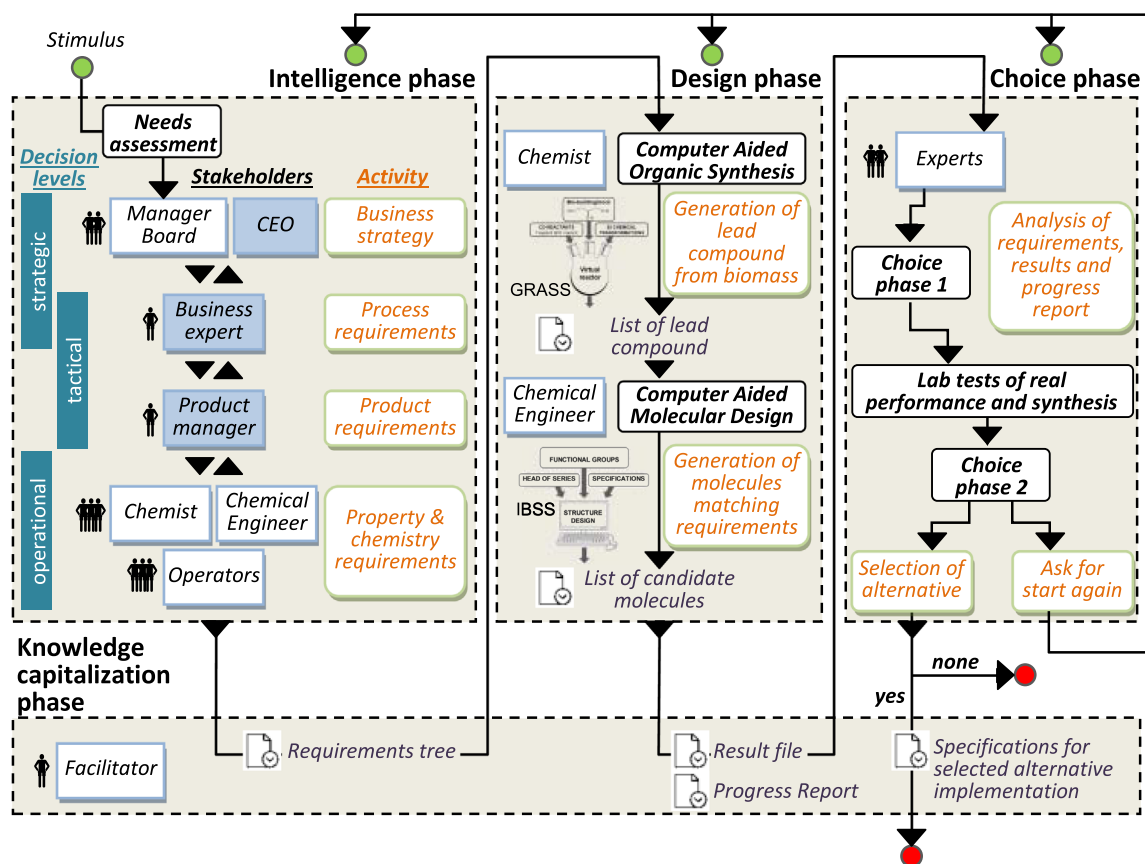 Stimulus
Intelligence phase
Design phase
Choice phase
Needs
assessment
Decision
levels
Stakeholders
Activity
strategic
tactical
operational
Manager
Board
CEO
Business
strategy
Business
expert
Process
requirements
Product
manager
Product
requirements
Chemist
Chemical
Engineer
Operators
Property &
chemistry
requirements
Chemist
Computer Aided
Organic Synthesis
CO-REACTANTS
Virtual
reactor
GRASS
Generation of
lead
compound
from biomass
List of lead
compound
Chemical
Engineer
Computer Aided
Molecular Design
FUNCTIONAL GROUPS
HEAD OF SERIES
SPECIFICATIONS
STRUCTURE
DESIGN
IBSS
Generation of
molecules
matching
requirements
List of candidate
molecules
Experts
Choice
phase 1
Analysis of
requirements,
results and
progress
report
Lab tests of real
performance and synthesis
Choice
phase 2
Selection of
alternative
Ask for
start again
none
yes
Knowledge
capitalization
phase
Facilitator
Requirements tree
Result file
Progress Report
Specifications for
selected alternative
implementation